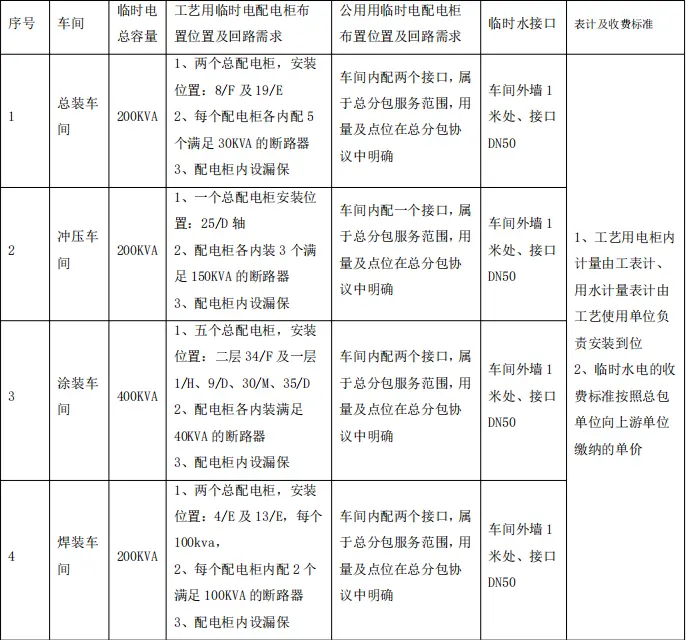 序号
车间
临时电
总容量
工艺用临时电配电柜布
置位置及回路需求
公用用临时电配电柜
布置位置及回路需求
临时水接口
表计及收费标准
1
总装车
间
200KVA
1、两个总配电柜，安装
位置：8/F 及 19/E
2、每个配电柜各内配 5
个满足 30KVA 的断路器
3、配电柜内设漏保
车间内配两个接口，属
于总分包服务范围，用
量及点位在总分包协
议中明确
车间外墙 1
米处、接口
DN50
2
冲压车
间
200KVA
1、一个总配电柜安装位
置：25/D 轴
2、配电柜各内装 3 个满
足 150KVA 的断路器
3、配电柜内设漏保
车间内配一个接口，属
于总分包服务范围，用
量及点位在总分包协
议中明确
车间外墙 1
米处、接口
DN50
3
涂装车
间
400KVA
1、五个总配电柜，安装
位置：二层 34/F 及一层
1/H、9/D、30/M、35/D
2、配电柜各内装满足
40KVA 的断路器
3、配电柜内设漏保
车间内配两个接口，属
于总分包服务范围，用
量及点位在总分包协
议中明确
车间外墙 1
米处、接口
DN50
4
焊装车
间
200KVA
1、两个总配电柜，安装
位置：4/E 及 13/E，每个
100kva，
2、每个配电柜内配 2 个
满足 100KVA 的断路器
3、配电柜内设漏保
车间内配两个接口，属
于总分包服务范围，用
量及点位在总分包协
议中明确
车间外墙 1
米处、接口
DN50
1、工艺用电柜内
计量由工表计、
用水计量表计由
工艺使用单位负
责安装到位
2、临时水电的收
费标准按照总包
单位向上游单位
缴纳的单价